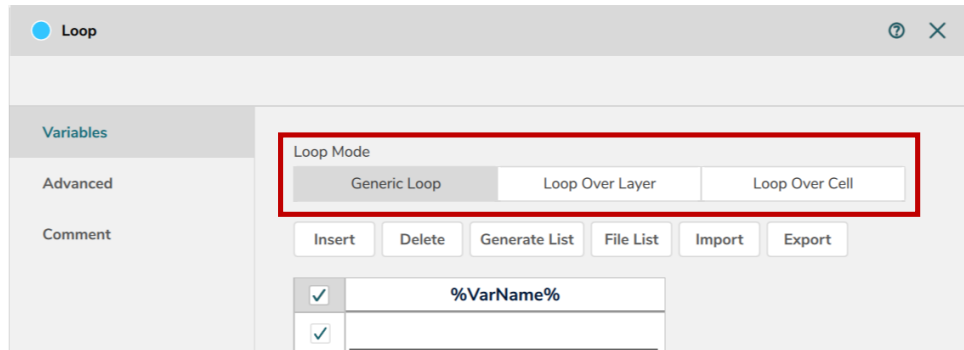 Loop
Variables
Loop Mode
Advanced
Generic Loop Loop Over Layer Loop Over Cell
Comment
Insert Delete Generate List File List Import Export
%VarName%